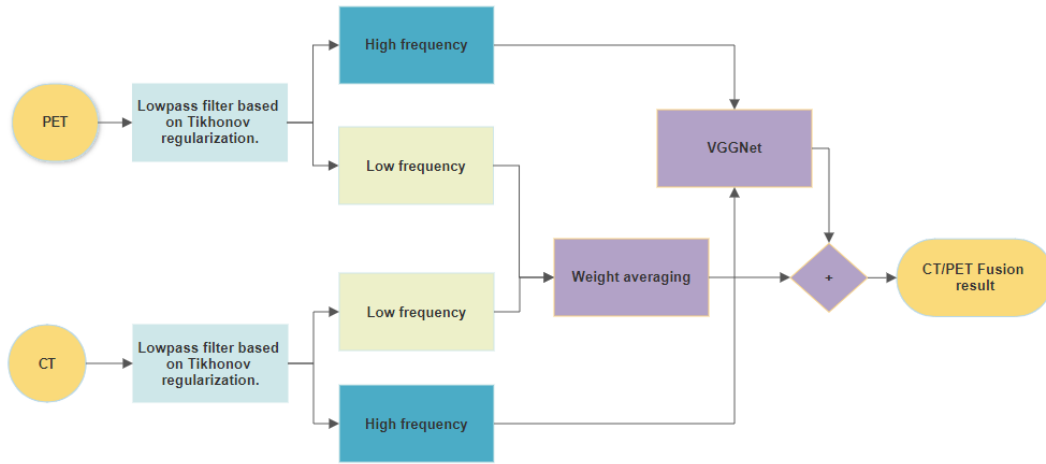 High frequency
PET
Lowpass filter based
on Tikhonov
regularization.
Low frequency
VGGNet
Weight averaging
+
CT/PET Fusion
result
Low frequency
CT
Lowpass filter based
on Tikhonov
regularization.
High frequency